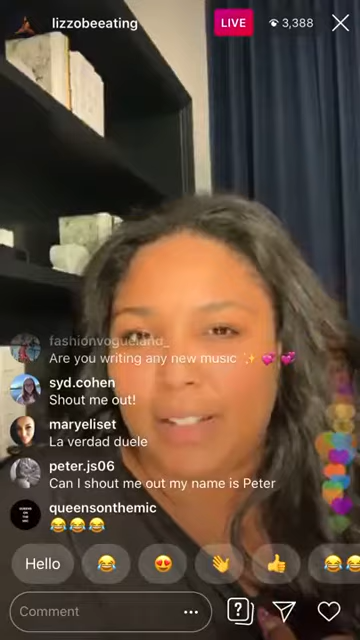 lizzobeeating
LIVE
3,388
fashionvogueland_
Are you writing any new music ✨ 💞 💞
syd.cohen
Shout me out!
maryeliset
La verdad duele
peter.js06
Can I shout me out my name is Peter
queensonthemic
😂😂😂
Hello 😂 😍 👋 👍 😂😂
Comment